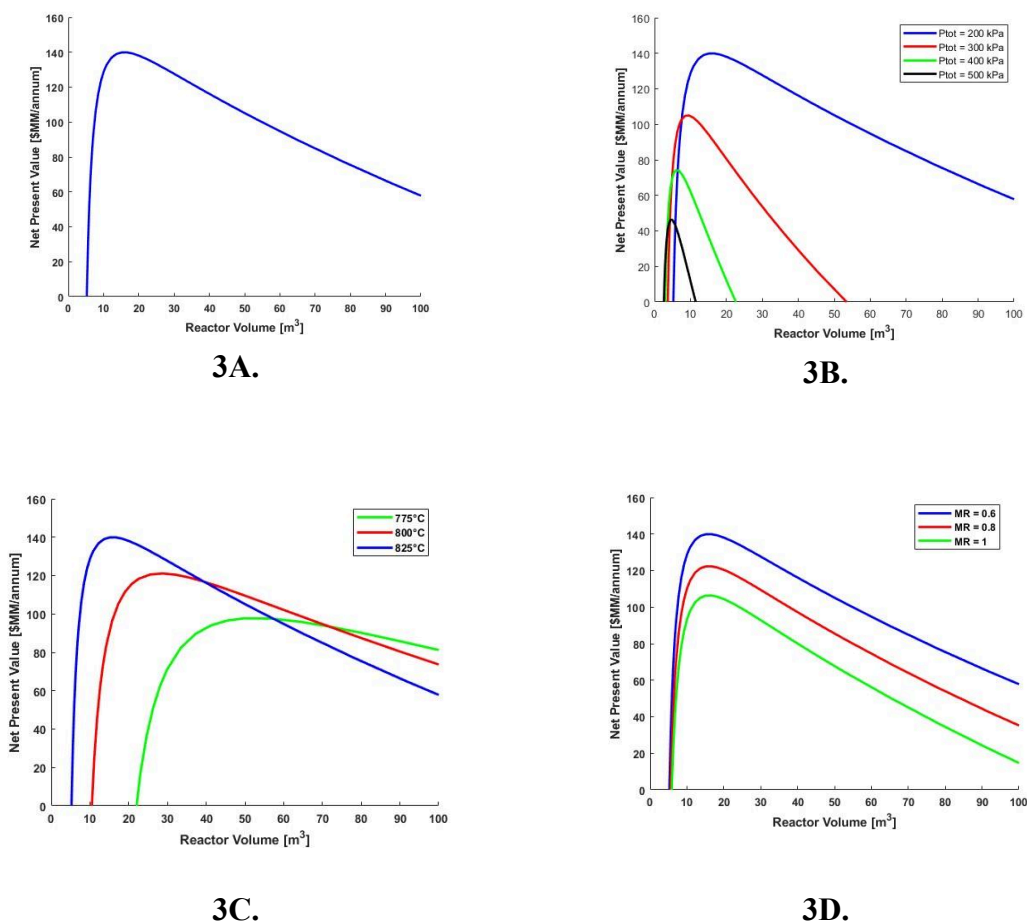 160
140
120
100
80
60
40
20
0
Net Present Value [$MM/annum]
0 10 20 30 40 50 60 70 80 90 100
Reactor Volume [m³]
3A.
160
140
120
100
80
60
40
20
0
Net Present Value [$MM/annum]
Ptot = 200 kPa
Ptot = 300 kPa
Ptot = 400 kPa
Ptot = 500 kPa
0 10 20 30 40 50 60 70 80 90 100
Reactor Volume [m³]
3B.
160
140
120
100
80
60
40
20
0
Net Present Value [$MM/annum]
775°C
800°C
825°C
0 10 20 30 40 50 60 70 80 90 100
Reactor Volume [m³]
3C.
160
140
120
100
80
60
40
20
0
Net Present Value [$MM/annum]
MR = 0.6
MR = 0.8
MR = 1
0 10 20 30 40 50 60 70 80 90 100
Reactor Volume [m³]
3D.